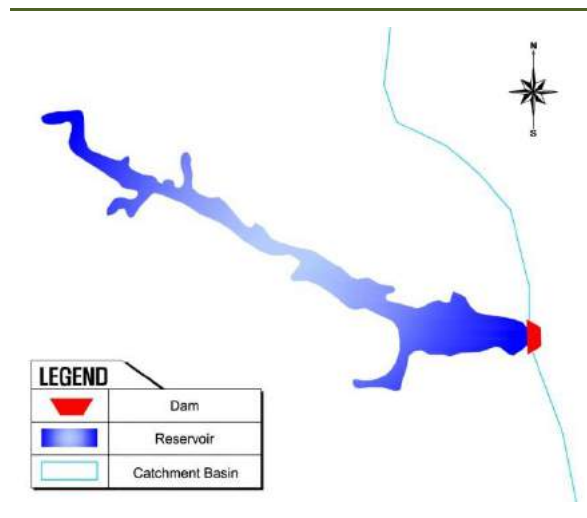 N
S
LEGEND
Dam
Reservoir
Catchment Basin